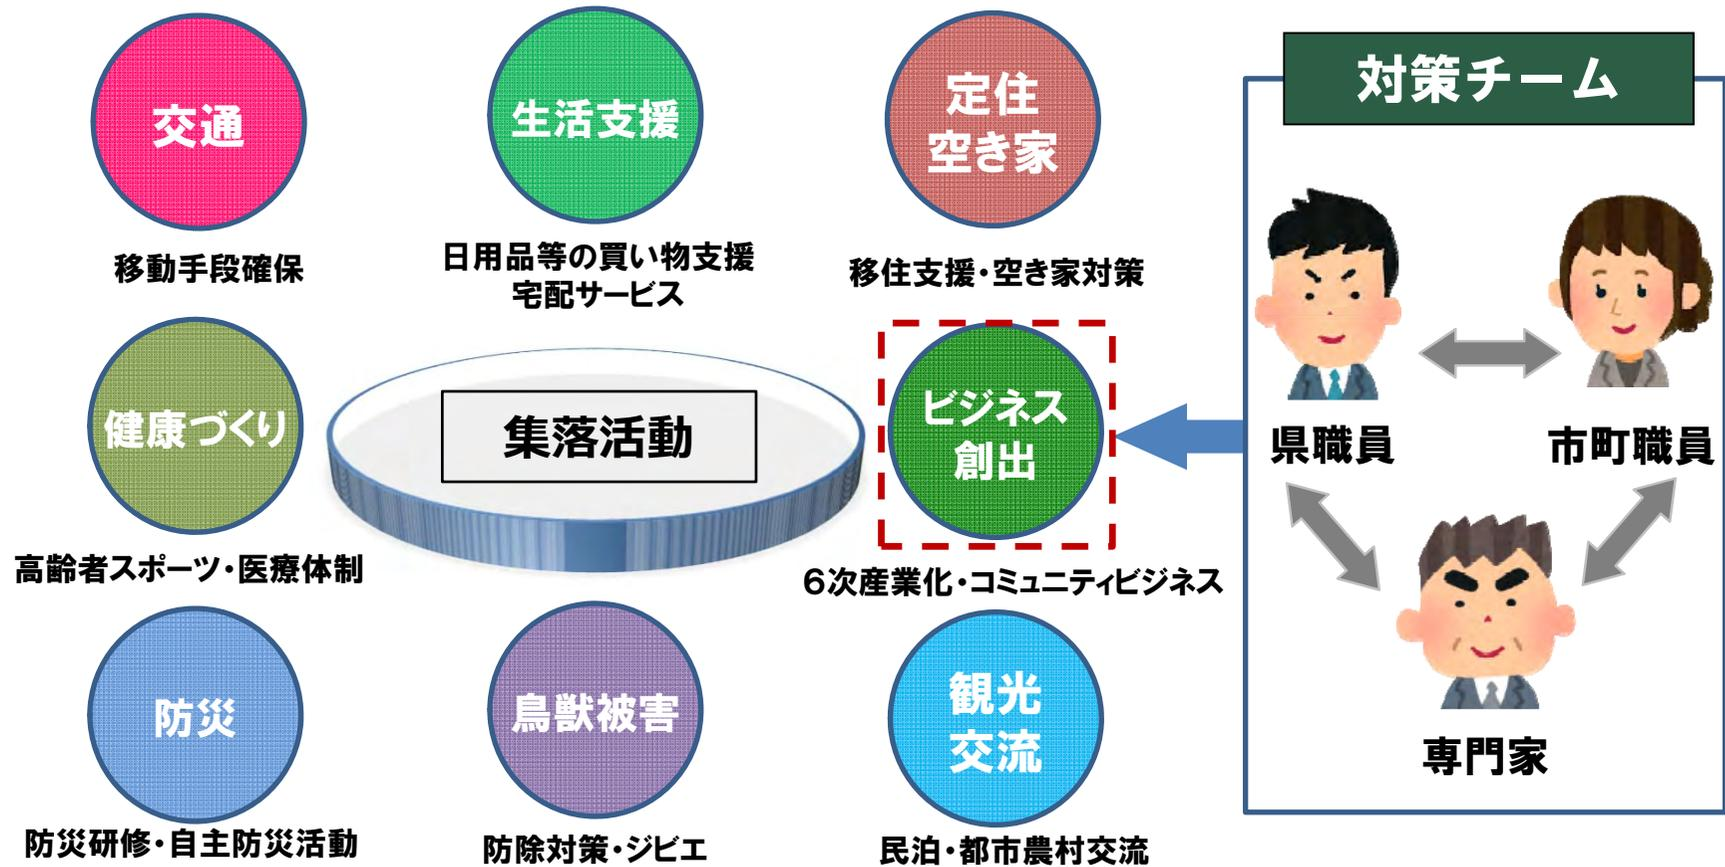 交通
移動手段確保
生活支援
日用品等の買い物支援
宅配サービス
定住
空き家
移住支援・空き家対策
健康づくり
高齢者スポーツ・医療体制
集落活動
ビジネス
創出
6次産業化・コミュニティビジネス
防災
防災研修・自主防災活動
鳥獣被害
防除対策・ジビエ
観光
交流
民泊・都市農村交流
対策チーム
県職員
市町職員
専門家